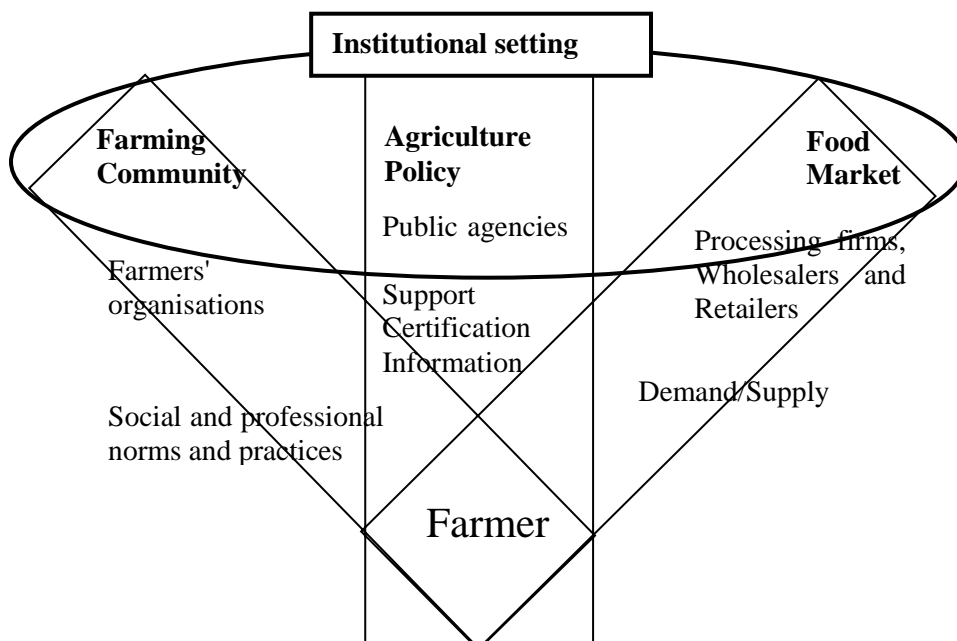 Institutional setting
Farming
Community
Agriculture
Policy
Food
Market
Public agencies
Processing firms,
Wholesalers and
Retailers
Farmers'
organisations
Support
Certification
Information
Demand/Supply
Social and professional
norms and practices
Farmer